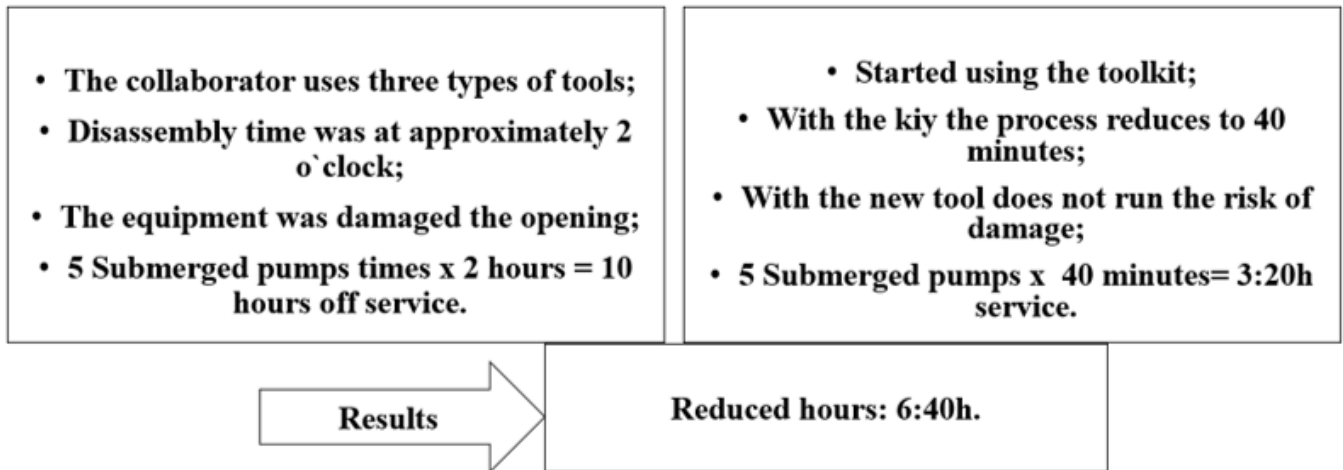 • The collaborator uses three types of tools;
• Disassembly time was at approximately 2
o`clock;
• The equipment was damaged the opening;
• 5 Submerged pumps times x 2 hours = 10
hours off service.
• Started using the toolkit;
• With the kiy the process reduces to 40
minutes;
• With the new tool does not run the risk of
damage;
• 5 Submerged pumps x 40 minutes= 3:20h
service.
Results
Reduced hours: 6:40h.